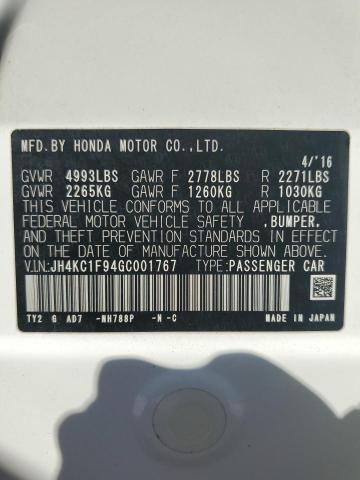 MFD.BY HONDA MOTOR CO.,LTD.
4/'16
GVWR 4993LBS GAWR F 2778LBS R 2271LBS
GVWR 2265KG GAWR F 1260KG R 1030KG
THIS VEHICLE CONFORMS TO ALL APPLICABLE
FEDERAL MOTOR VEHICLE SAFETY ,BUMPER,
AND THEFT PREVENTION STANDARDS IN EFFECT
ON THE DATE OF MANUFACTURE SHOWN ABOVE.
V.I.N:JH4KC1F94GC001767 TYPE:PASSENGER CAR
TY2 G AD7 -NH788P -N -C MADE IN JAPAN